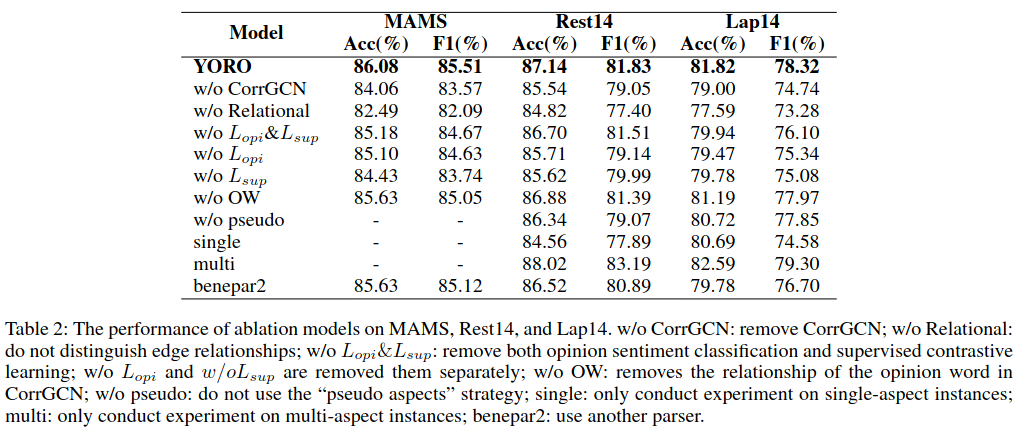 Model MAMS Rest14 Lap14
Acc(%) F1(%) Acc(%) F1(%) Acc(%) F1(%)
YORO 86.08 85.51 87.14 81.83 81.82 78.32
w/o CorrGCN 84.06 83.57 85.54 79.05 79.00 74.74
w/o Relational 82.49 82.09 84.82 77.40 77.59 73.28
w/o L_opi&L_sup 85.18 84.67 86.70 81.51 79.94 76.10
w/o L_opi 85.10 84.63 85.71 79.14 79.47 75.34
w/o L_sup 84.43 83.74 85.62 79.99 79.78 75.08
w/o OW 85.63 85.05 86.88 81.39 81.19 77.97
w/o pseudo - - 86.34 79.07 80.72 77.85
single - - 84.56 77.89 80.69 74.58
multi - - 88.02 83.19 82.59 79.30
benepar2 85.63 85.12 86.52 80.89 79.78 76.70
Table 2: The performance of ablation models on MAMS, Rest14, and Lap14. w/o CorrGCN: remove CorrGCN; w/o Relational:
do not distinguish edge relationships; w/o L_opi&L_sup: remove both opinion sentiment classification and supervised contrastive
learning; w/o L_opi and w/oL_sup are removed them separately; w/o OW: removes the relationship of the opinion word in
CorrGCN; w/o pseudo: do not use the “pseudo aspects” strategy; single: only conduct experiment on single-aspect instances;
multi: only conduct experiment on multi-aspect instances; benepar2: use another parser.